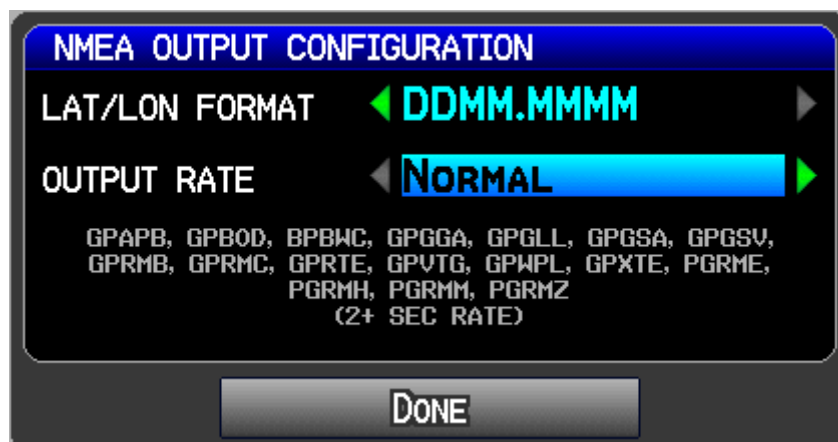 NMEA OUTPUT CONFIGURATION
LAT/LON FORMAT DDMM.MMMM
OUTPUT RATE NORMAL
GPAPB, GPBOD, BPBWC, GPGGA, GPGLL, GPGSA, GPGSV,
GPRMB, GPRMC, GPRTE, GPVTG, GPWPL, GPXTE, PGRME,
PGRMH, PGRMM, PGRMZ
(2+ SEC RATE)
DONE